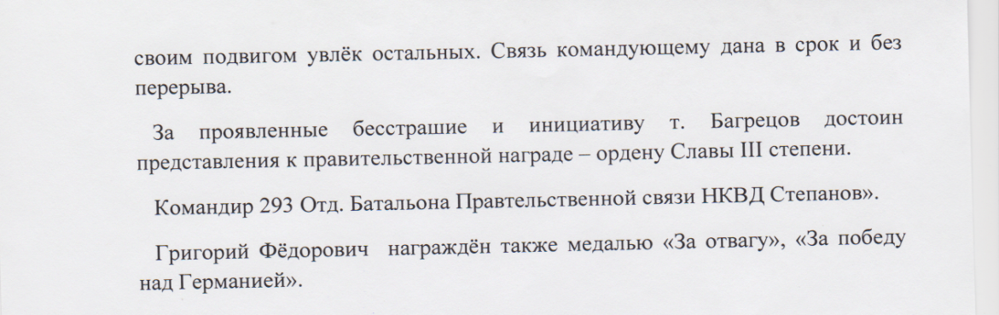 своим подвигом увлёк остальных. Связь командующему дана в срок и без
перерыва.
За проявленные бесстрашие и инициативу т. Багрецов достоин
представления к правительственной награде – ордену Славы III степени.
Командир 293 Отд. Батальона Правтельственной связи НКВД Степанов».
Григорий Фёдорович награждён также медалью «За отвагу», «За победу
над Германией».